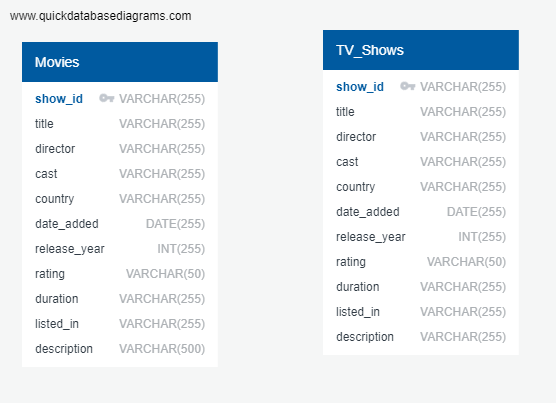 www.quickdatabasediagrams.com
Movies
show_id VARCHAR(255)
title VARCHAR(255)
director VARCHAR(255)
cast VARCHAR(255)
country VARCHAR(255)
date_added DATE(255)
release_year INT(255)
rating VARCHAR(50)
duration VARCHAR(255)
listed_in VARCHAR(255)
description VARCHAR(500)
TV_Shows
show_id VARCHAR(255)
title VARCHAR(255)
director VARCHAR(255)
cast VARCHAR(255)
country VARCHAR(255)
date_added DATE(255)
release_year INT(255)
rating VARCHAR(50)
duration VARCHAR(255)
listed_in VARCHAR(255)
description VARCHAR(255)